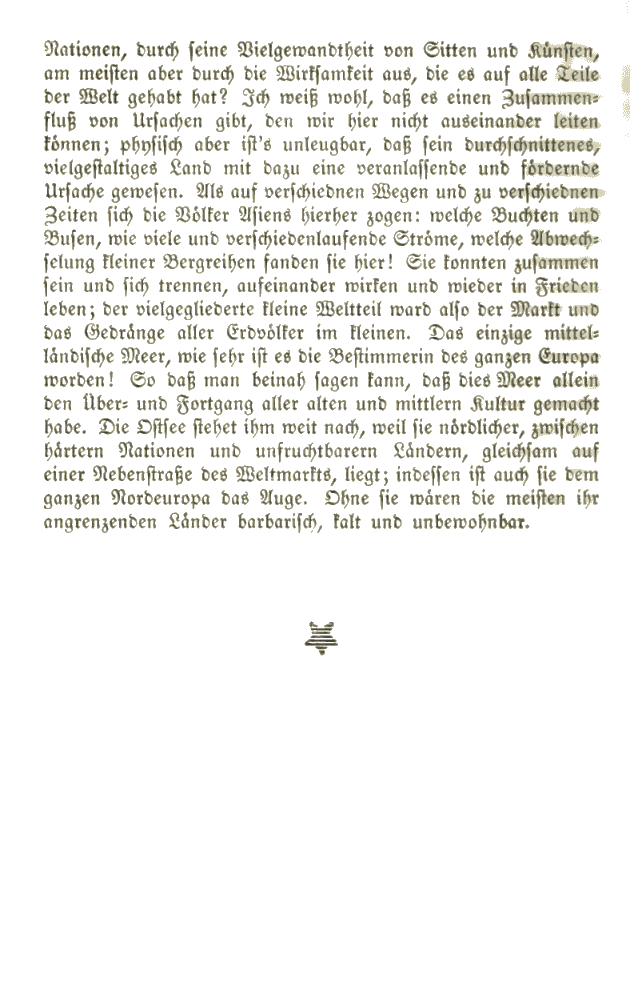 Nationen, durch seine Vielgewandtheit von Sitten und Künsten,
am meisten aber durch die Wirksamkeit aus, die es auf alle Teile
der Welt gehabt hat? Ich weiß wohl, daß es einen Zusammen-
fluß von Ursachen gibt, den wir hier nicht auseinander leiten
können; physisch aber ist's unleugbar, daß sein durchschnittenes,
vielgestaltiges Land mit dazu eine veranlassende und fördernde
Ursache gewesen. Als auf verschiednen Wegen und zu verschiednen
Zeiten sich die Völker Asiens hierher zogen: welche Buchten und
Busen, wie viele und verschiedenlaufende Ströme, welche Abwech-
selung kleiner Bergreihen fanden sie hier! Sie konnten zusammen
sein und sich trennen, aufeinander wirken und wieder in Frieden
leben; der vielgegliederte kleine Weltteil ward also der Markt und
das Gedränge aller Erdvölker im kleinen. Das einzige mittel-
ländische Meer, wie sehr ist es die Bestimmerin des ganzen Europa
worden! So daß man beinah sagen kann, daß dies Meer allein
den Über- und Fortgang aller alten und mittlern Kultur gemacht
habe. Die Ostsee stehet ihm weit nach, weil sie nördlicher, zwischen
härtern Nationen und unfruchtbarern Ländern, gleichsam auf
einer Nebenstraße des Weltmarkts, liegt; indessen ist auch sie dem
ganzen Nordeuropa das Auge. Ohne sie wären die meisten ihr
angrenzenden Länder barbarisch, kalt und unbewohnbar.